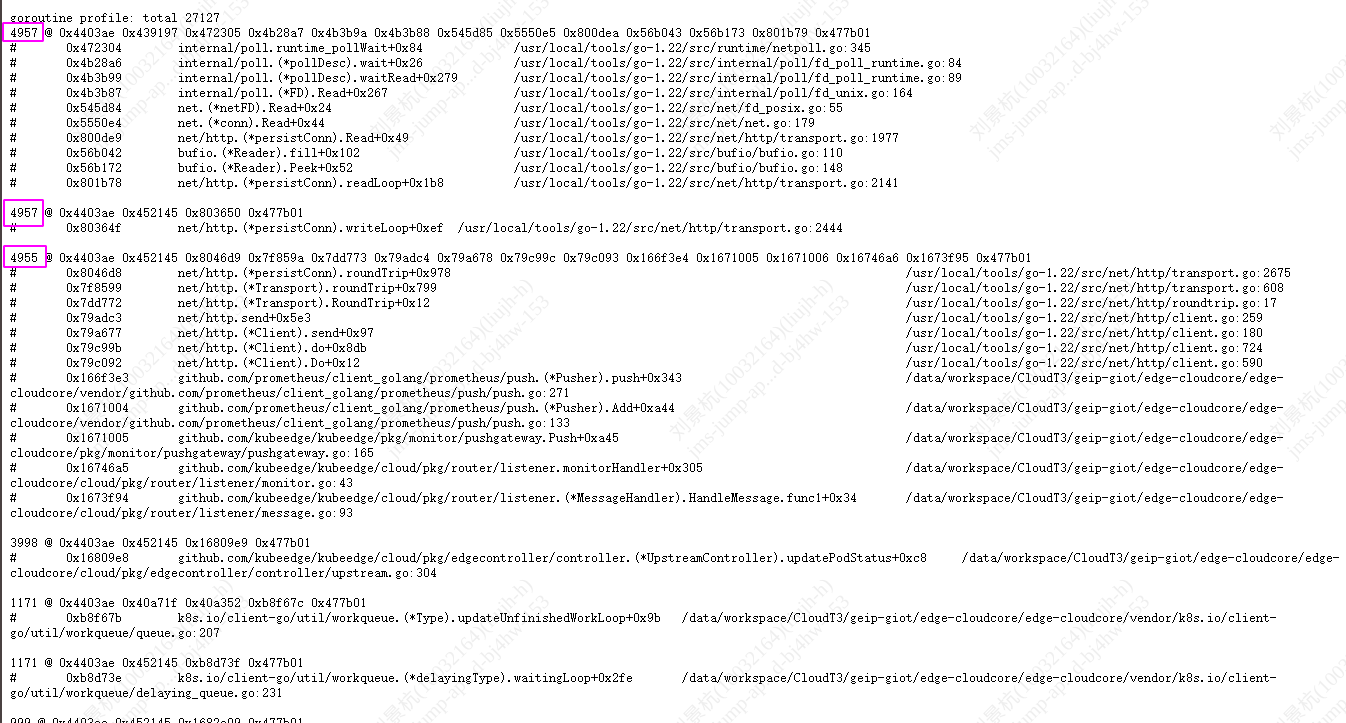 goroutine profile: total 27127
4957 @ 0x4403ae 0x439197 0x472305 0x4b28a7 0x4b3b9a 0x4b3b88 0x545d85 0x5550e5 0x800dea 0x56b043 0x56b173 0x801b79 0x477b01
# 0x472304 internal/poll.runtime_pollWait+0x84 /usr/local/tools/go-1.22/src/runtime/netpoll.go:345
# 0x4b28a6 internal/poll.(*pollDesc).wait+0x26 /usr/local/tools/go-1.22/src/internal/poll/fd_poll_runtime.go:84
# 0x4b3b99 internal/poll.(*pollDesc).waitRead+0x279 /usr/local/tools/go-1.22/src/internal/poll/fd_poll_runtime.go:89
# 0x4b3b87 internal/poll.(*FD).Read+0x267 /usr/local/tools/go-1.22/src/internal/poll/fd_unix.go:164
# 0x545d84 net.(*netFD).Read+0x24 /usr/local/tools/go-1.22/src/net/fd_posix.go:55
# 0x5550e4 net.(*conn).Read+0x44 /usr/local/tools/go-1.22/src/net/net.go:179
# 0x800de9 net/http.(*persistConn).Read+0x49 /usr/local/tools/go-1.22/src/net/http/transport.go:1977
# 0x56b042 bufio.(*Reader).fill+0x102 /usr/local/tools/go-1.22/src/bufio/bufio.go:110
# 0x56b172 bufio.(*Reader).Peek+0x52 /usr/local/tools/go-1.22/src/bufio/bufio.go:148
# 0x801b78 net/http.(*persistConn).readLoop+0x1b8 /usr/local/tools/go-1.22/src/net/http/transport.go:2141
4957 @ 0x4403ae 0x452145 0x803650 0x477b01
# 0x80364f net/http.(*persistConn).writeLoop+0xef /usr/local/tools/go-1.22/src/net/http/transport.go:2444
4955 @ 0x4403ae 0x452145 0x8046d9 0x7f859a 0x7dd773 0x79adc4 0x79a678 0x79c99c 0x79c093 0x166f3e4 0x1671005 0x1671006 0x16746a6 0x1673f95 0x477b01
# 0x8046d8 net/http.(*persistConn).roundTrip+0x978 /usr/local/tools/go-1.22/src/net/http/transport.go:2675
# 0x7f8599 net/http.(*Transport).roundTrip+0x799 /usr/local/tools/go-1.22/src/net/http/transport.go:608
# 0x7dd772 net/http.(*Transport).RoundTrip+0x12 /usr/local/tools/go-1.22/src/net/http/roundtrip.go:17
# 0x79adc3 net/http.send+0x5e3 /usr/local/tools/go-1.22/src/net/http/client.go:259
# 0x79a677 net/http.(*Client).send+0x97 /usr/local/tools/go-1.22/src/net/http/client.go:180
# 0x79c99b net/http.(*Client).do+0x8db /usr/local/tools/go-1.22/src/net/http/client.go:724
# 0x79c092 net/http.(*Client).Do+0x12 /usr/local/tools/go-1.22/src/net/http/client.go:590
# 0x166f3e3 github.com/prometheus/client_golang/prometheus/push.(*Pusher).push+0x343 /data/workspace/CloudT3/geip-giot/edge-cloudcore/edge-
cloudcore/vendor/github.com/prometheus/client_golang/prometheus/push/push.go:271
# 0x1671004 github.com/prometheus/client_golang/prometheus/push.(*Pusher).Add+0xa44 /data/workspace/CloudT3/geip-giot/edge-cloudcore/edge-
cloudcore/vendor/github.com/prometheus/client_golang/prometheus/push/push.go:133
# 0x1671005 github.com/kubeedge/kubeedge/pkg/monitor/pushgateway.Push+0xa45 /data/workspace/CloudT3/geip-giot/edge-cloudcore/edge-
cloudcore/pkg/monitor/pushgateway/pushgateway.go:165
# 0x16746a5 github.com/kubeedge/kubeedge/cloud/pkg/router/listener.monitorHandler+0x305 /data/workspace/CloudT3/geip-giot/edge-cloudcore/edge-
cloudcore/cloud/pkg/router/listener/monitor.go:43
# 0x1673f94 github.com/kubeedge/kubeedge/cloud/pkg/router/listener.(*MessageHandler).HandleMessage.func1+0x34 /data/workspace/CloudT3/geip-giot/edge-cloudcore/edge-
cloudcore/cloud/pkg/router/listener/message.go:93
3998 @ 0x4403ae 0x452145 0x16809e9 0x477b01
# 0x16809e8 github.com/kubeedge/kubeedge/cloud/pkg/edgecontroller/controller.(*UpstreamController).updatePodStatus+0xc8 /data/workspace/CloudT3/geip-giot/edge-cloudcore/edge-
cloudcore/cloud/pkg/edgecontroller/controller/upstream.go:304
1171 @ 0x4403ae 0x40a71f 0x40a352 0xb8f67c 0x477b01
# 0xb8f67b k8s.io/client-go/util/workqueue.(*Type).updateUnfinishedWorkLoop+0x9b /data/workspace/CloudT3/geip-giot/edge-cloudcore/edge-cloudcore/vendor/k8s.io/client-
go/util/workqueue/queue.go:207
1171 @ 0x4403ae 0x452145 0xb8d73f 0x477b01
# 0xb8d73e k8s.io/client-go/util/workqueue.(*delayingType).waitingLoop+0x2fe /data/workspace/CloudT3/geip-giot/edge-cloudcore/edge-cloudcore/vendor/k8s.io/client-
go/util/workqueue/delaying_queue.go:231
999 @ 0x4403ae 0x452145 0x1682c09 0x477b01